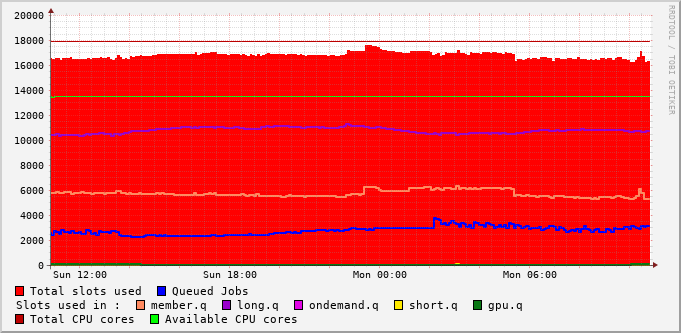 20000
18000
16000
14000
12000
10000
8000
6000
4000
2000
0
Sun 12:00 Sun 18:00 Mon 00:00 Mon 06:00
RRDTOOL / TOBI OETIKER
Total slots used Queued Jobs
Slots used in : member.q long.q ondemand.q short.q gpu.q
Total CPU cores Available CPU cores